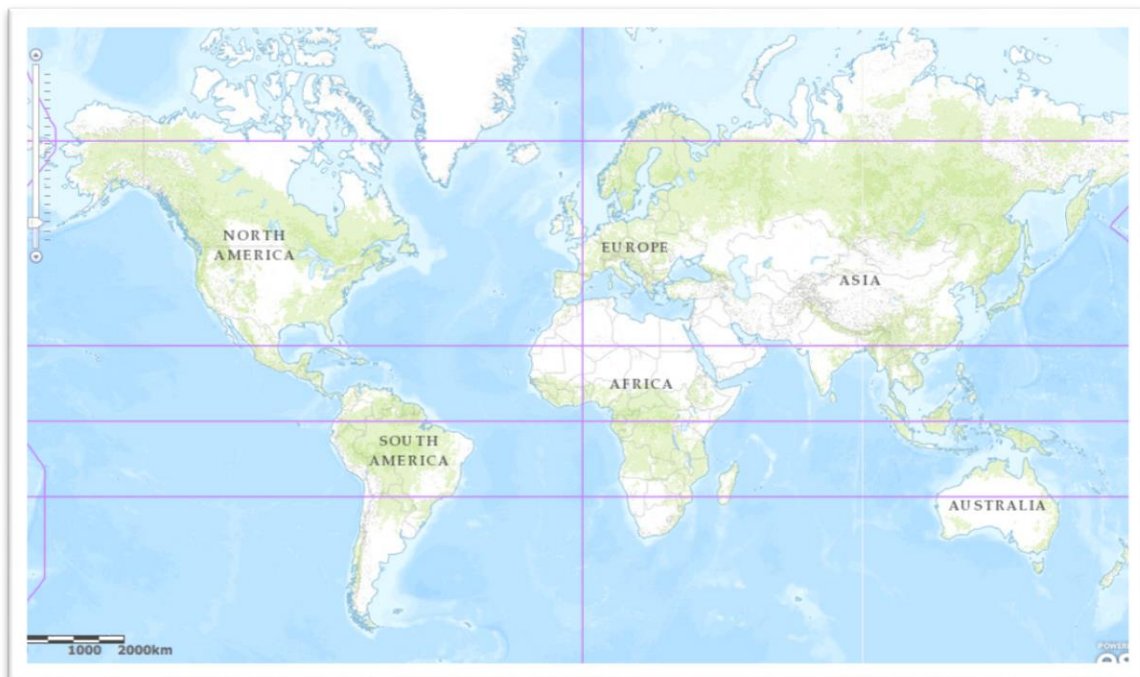 NORTH
AMERICA
EUROPE
ASIA
AFRICA
SOUTH
AMERICA
AUSTRALIA
1000 2000km